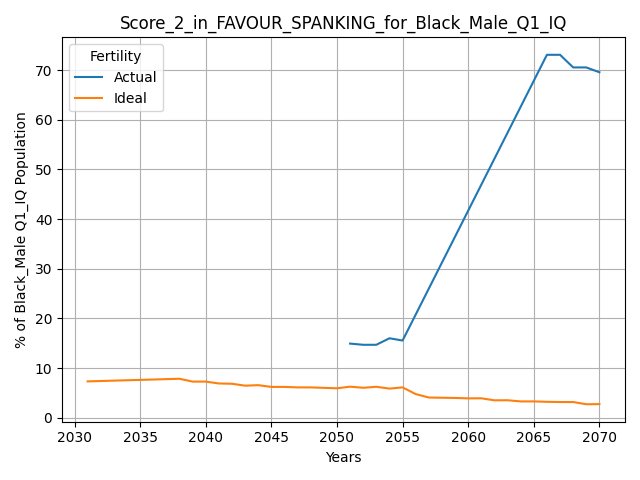 Score_2_in_FAVOUR_SPANKING_for_Black_Male_Q1_IQ
Fertility
Actual
Ideal
% of Black_Male Q1_IQ Population
70
60
50
40
30
20
10
0
2030 2035 2040 2045 2050 2055 2060 2065 2070
Years